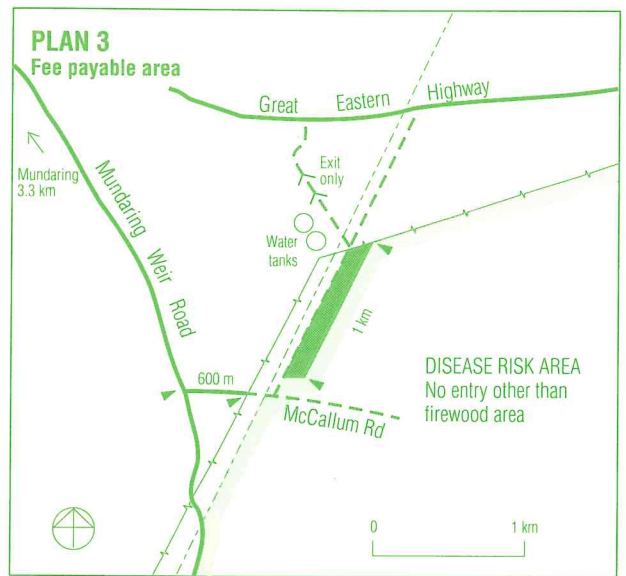 PLAN 3
Fee payable area
Great Eastern Highway
Mundaring
3.3 km
Exit
only
Mundaring Weir Road
Water
tanks
1 km
600 m
DISEASE RISK AREA
No entry other than
firewood area
McCallum Rd
0 1 km